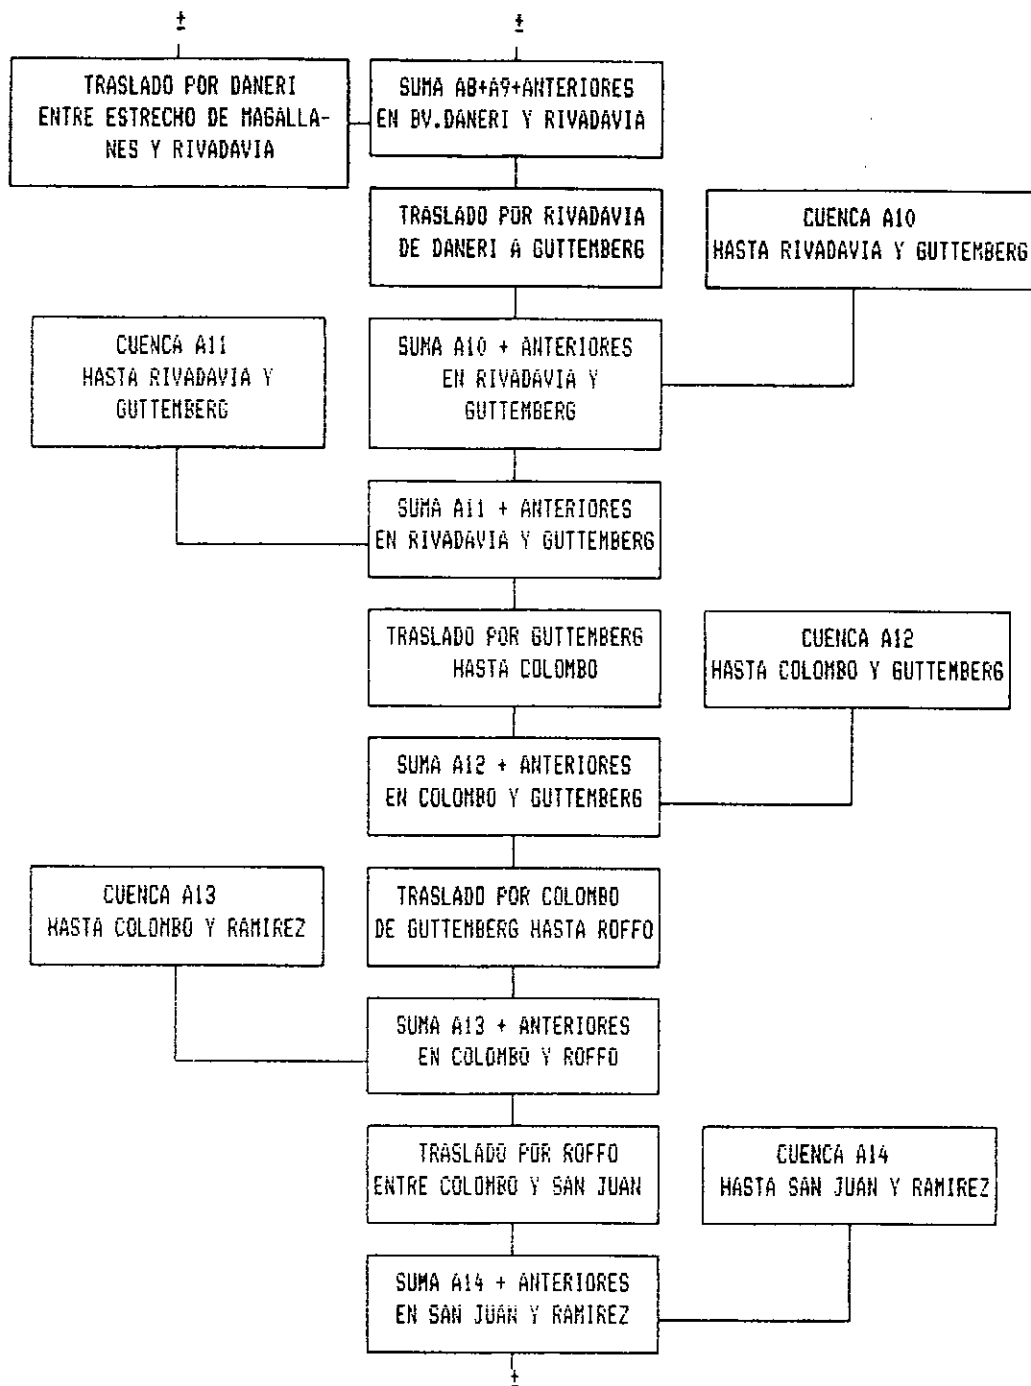 ±
±
TRASLADO POR DANERI
ENTRE ESTRECHO DE MAGALLA-
NES Y RIVADAVIA
SUMA A8+A9+ANTERIORES
EN BV.DANERI Y RIVADAVIA
TRASLADO POR RIVADAVIA
DE DANERI A GUTTEMBERG
CUENCA A10
HASTA RIVADAVIA Y GUTTEMBERG
CUENCA A11
HASTA RIVADAVIA Y
GUTTEMBERG
SUMA A10 + ANTERIORES
EN RIVADAVIA Y
GUTTEMBERG
SUMA A11 + ANTERIORES
EN RIVADAVIA Y GUTTEMBERG
TRASLADO POR GUTTEMBERG
HASTA COLOMBO
CUENCA A12
HASTA COLOMBO Y GUTTEMBERG
SUMA A12 + ANTERIORES
EN COLOMBO Y GUTTEMBERG
CUENCA A13
HASTA COLOMBO Y RAMIREZ
TRASLADO POR COLOMBO
DE GUTTEMBERG HASTA ROFFO
SUMA A13 + ANTERIORES
EN COLOMBO Y ROFFO
TRASLADO POR ROFFO
ENTRE COLOMBO Y SAN JUAN
CUENCA A14
HASTA SAN JUAN Y RAMIREZ
SUMA A14 + ANTERIORES
EN SAN JUAN Y RAMIREZ
±